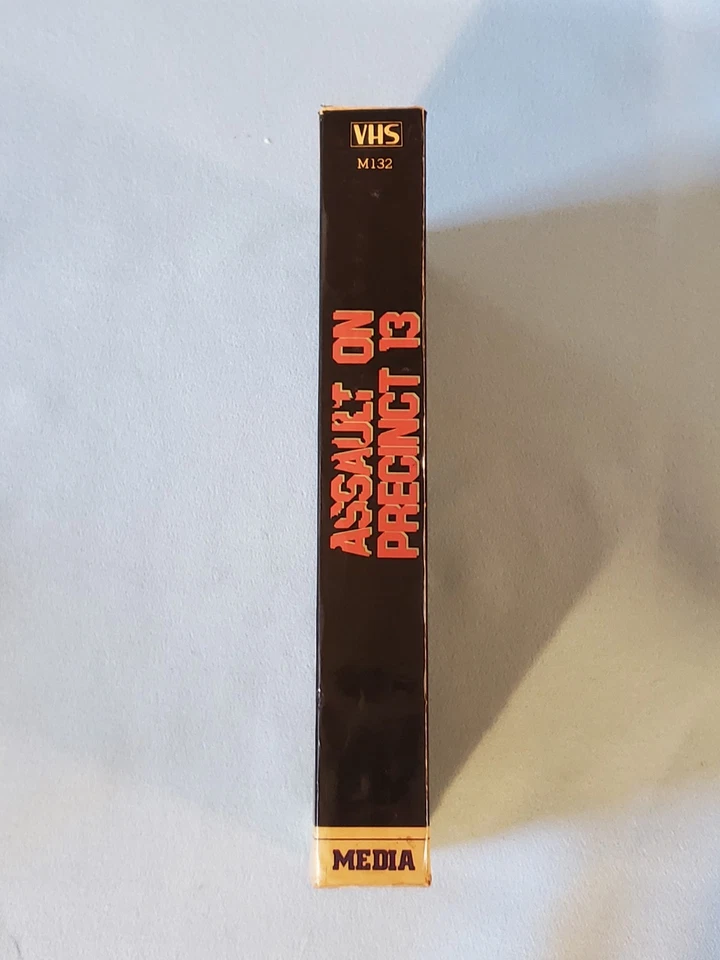 VHS
M132
ASSAULT ON
PRECINCT 13
MEDIA